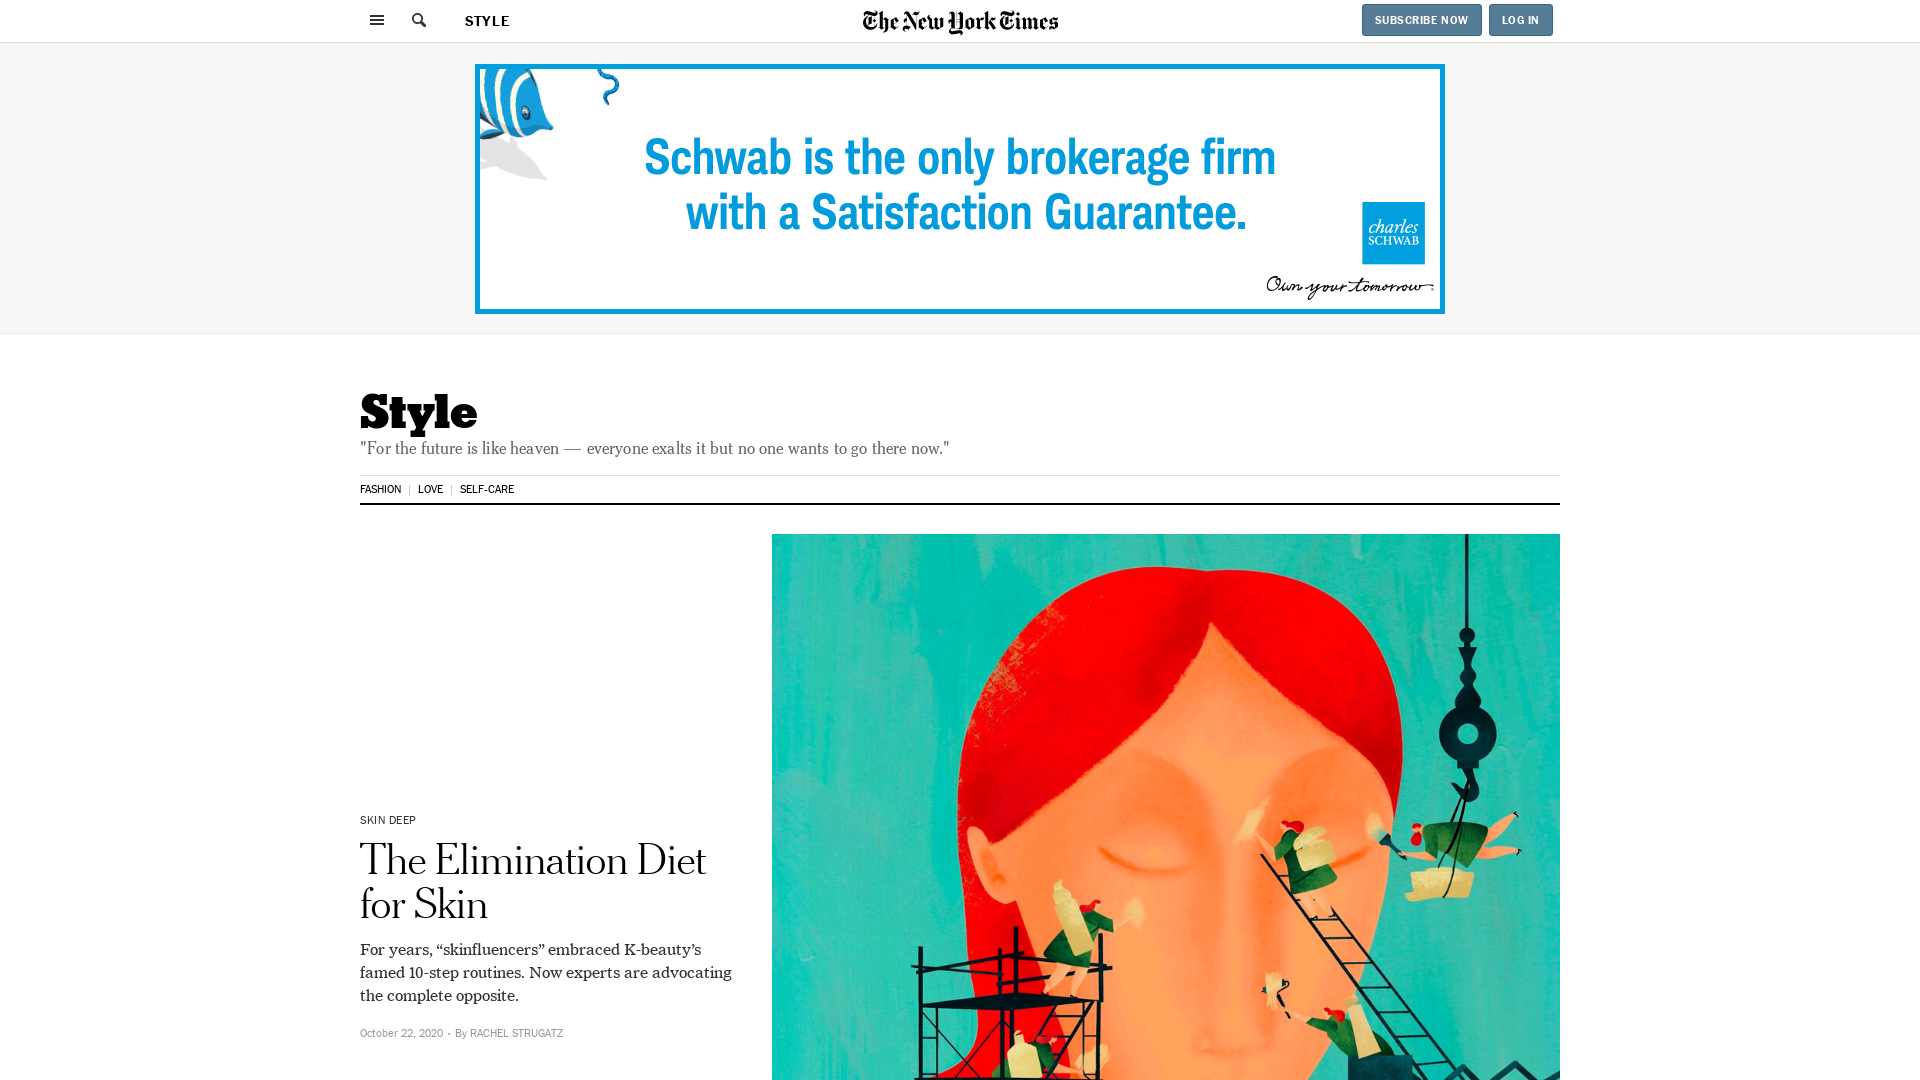 STYLE
The New York Times
SUBSCRIBE NOW
LOG IN
Schwab is the only brokerage firm
with a Satisfaction Guarantee.
charles
SCHWAB
Own your tomorrow.
Style
"For the future is like heaven — everyone exalts it but no one wants to go there now."
FASHION | LOVE | SELF-CARE
SKIN DEEP
The Elimination Diet
for Skin
For years, “skinfluencers” embraced K-beauty’s
famed 10-step routines. Now experts are advocating
the complete opposite.
October 22, 2020 • By RACHEL STRUGATZ